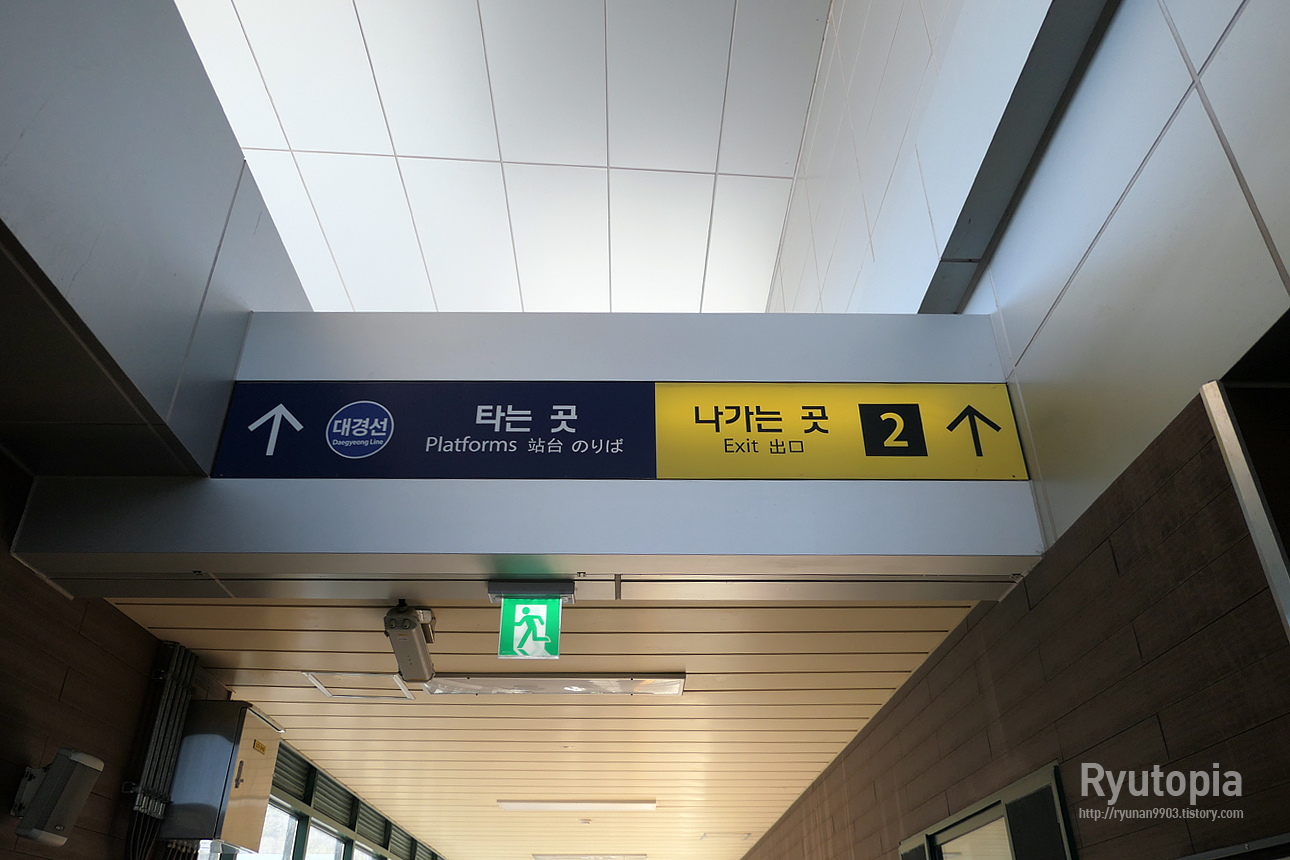 대경선
Daegyeong Line
타는 곳
Platforms 站台 のりば
나가는 곳
Exit 出口
2
Ryutopia
http://ryunan9903.tistory.com